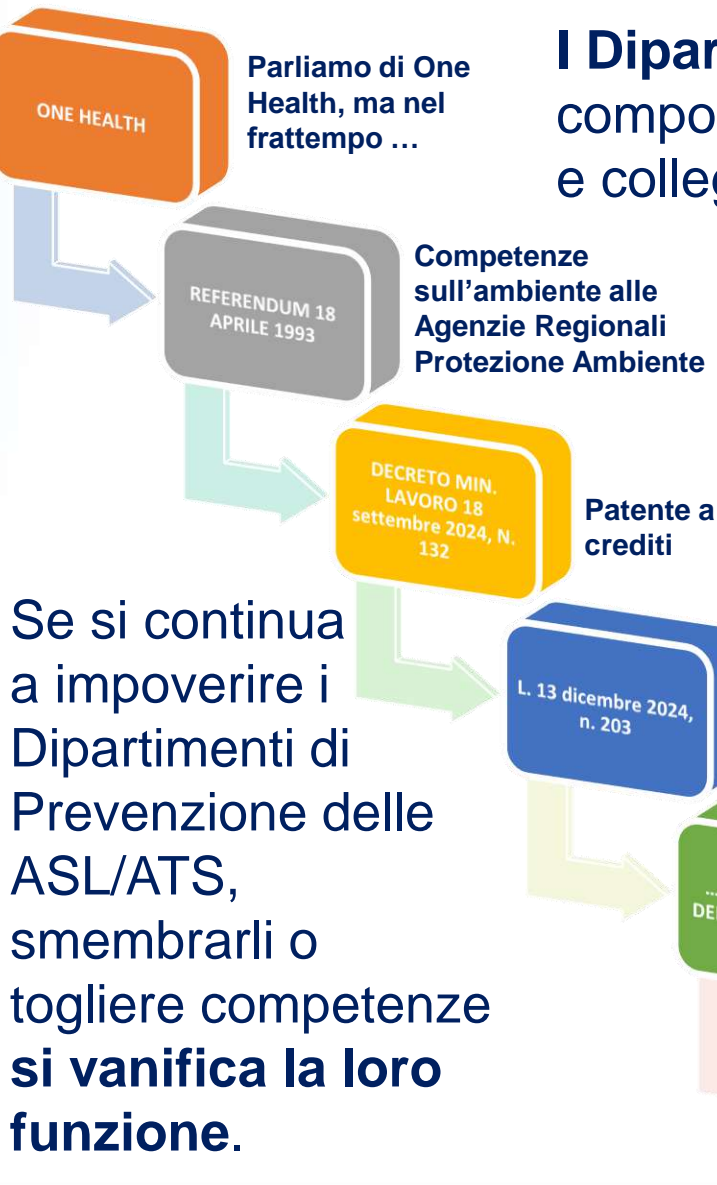 ONE HEALTH
Parliamo di One
Health, ma nel
frattempo …
I Dipar
compo
e colleg
REFERENDUM 18
APRILE 1993
Competenze
sull’ambiente alle
Agenzie Regionali
Protezione Ambiente
DECRETO MIN.
LAVORO 18
settembre 2024, N.
132
Patente a
crediti
Se si continua
a impoverire i
Dipartimenti di
Prevenzione delle
ASL/ATS,
smembrarli o
togliere competenze
si vanifica la loro
funzione.
L. 13 dicembre 2024,
n. 203